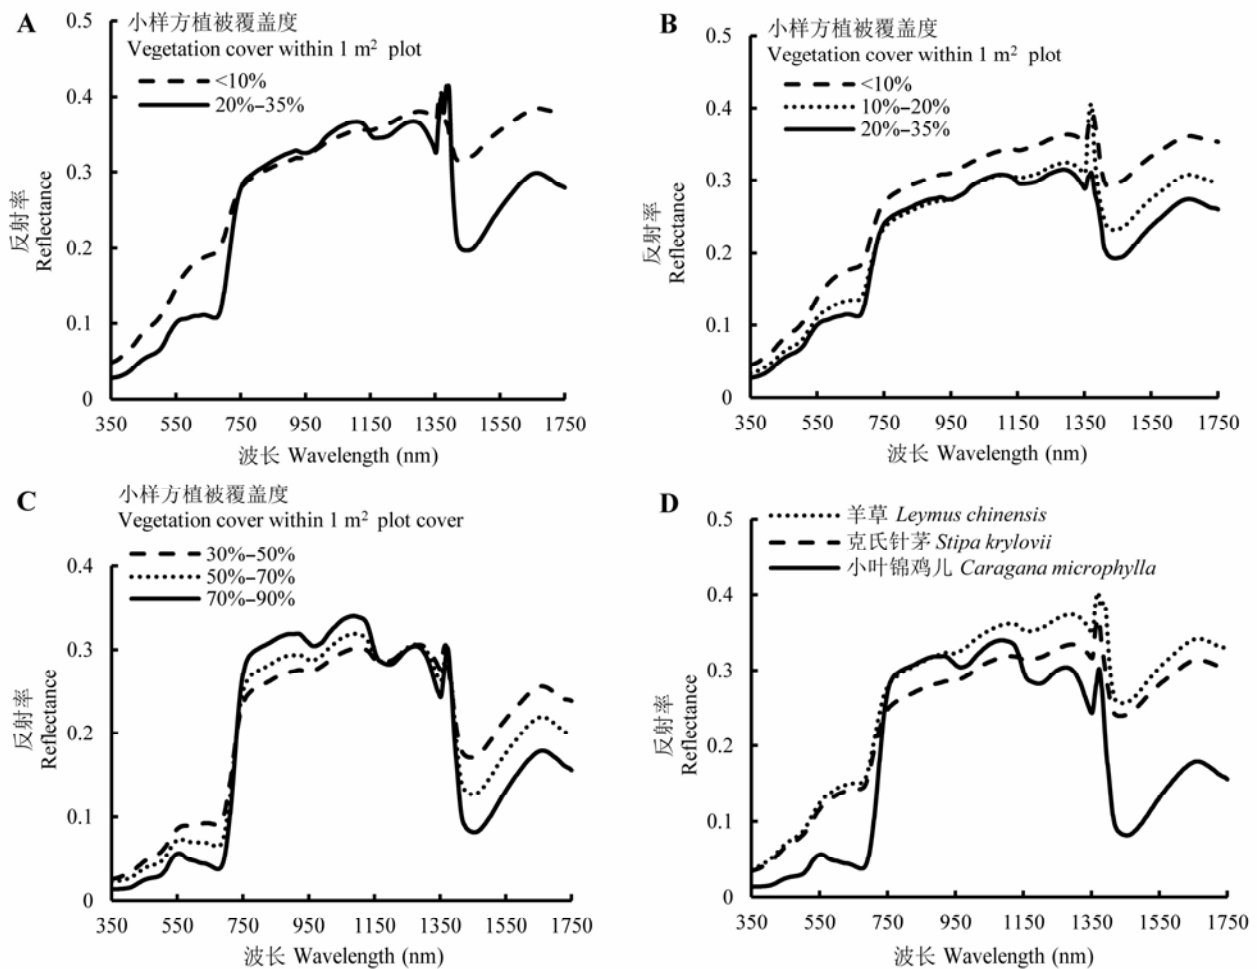 A
小样方植被覆盖度
Vegetation cover within 1 m² plot
<10%
20%–35%
0.5
0.4
0.3
0.2
0.1
0
反射率
Reflectance
350 550 750 950 1150 1350 1550 1750
波长 Wavelength (nm)
B
小样方植被覆盖度
Vegetation cover within 1 m² plot
<10%
10%–20%
20%–35%
0.5
0.4
0.3
0.2
0.1
0
反射率
Reflectance
350 550 750 950 1150 1350 1550 1750
波长 Wavelength (nm)
C
小样方植被覆盖度
Vegetation cover within 1 m² plot cover
30%–50%
50%–70%
70%–90%
0.4
0.3
0.2
0.1
0
反射率
Reflectance
350 550 750 950 1150 1350 1550 1750
波长 Wavelength (nm)
D
羊草 Leymus chinensis
克氏针茅 Stipa krylovii
小叶锦鸡儿 Caragana microphylla
0.5
0.4
0.3
0.2
0.1
0
反射率
Reflectance
350 550 750 950 1150 1350 1550 1750
波长 Wavelength (nm)